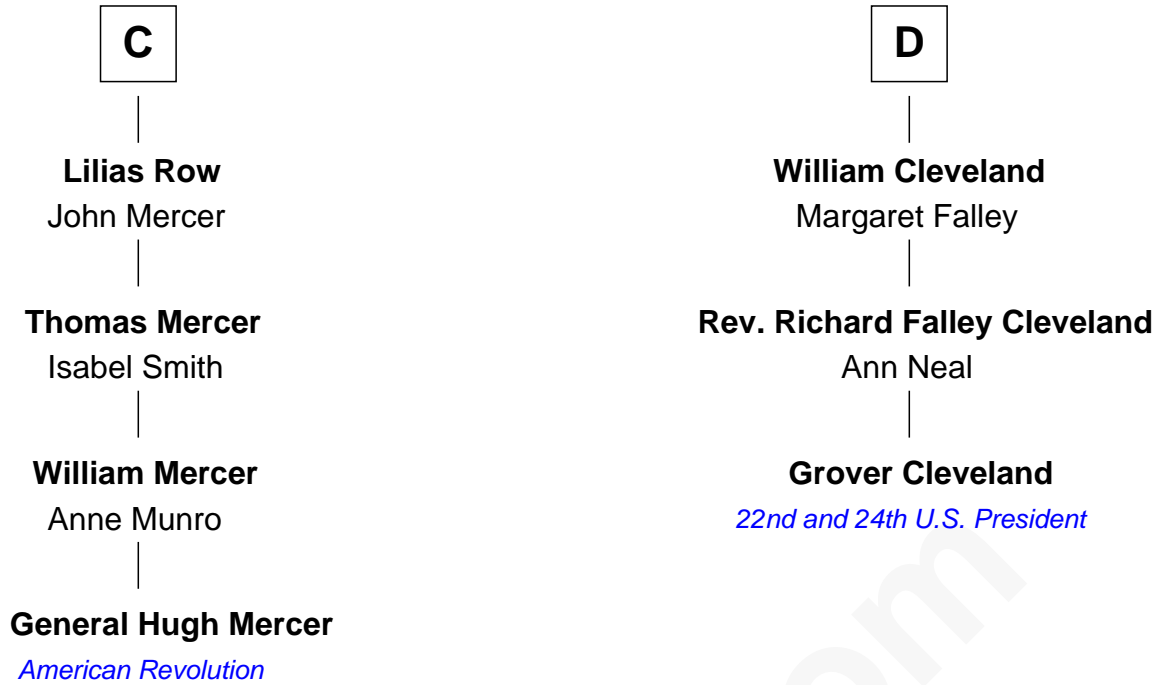 C
Lilias Row
John Mercer
Thomas Mercer
Isabel Smith
William Mercer
Anne Munro
General Hugh Mercer
American Revolution
D
William Cleveland
Margaret Falley
Rev. Richard Falley Cleveland
Ann Neal
Grover Cleveland
22nd and 24th U.S. President
om